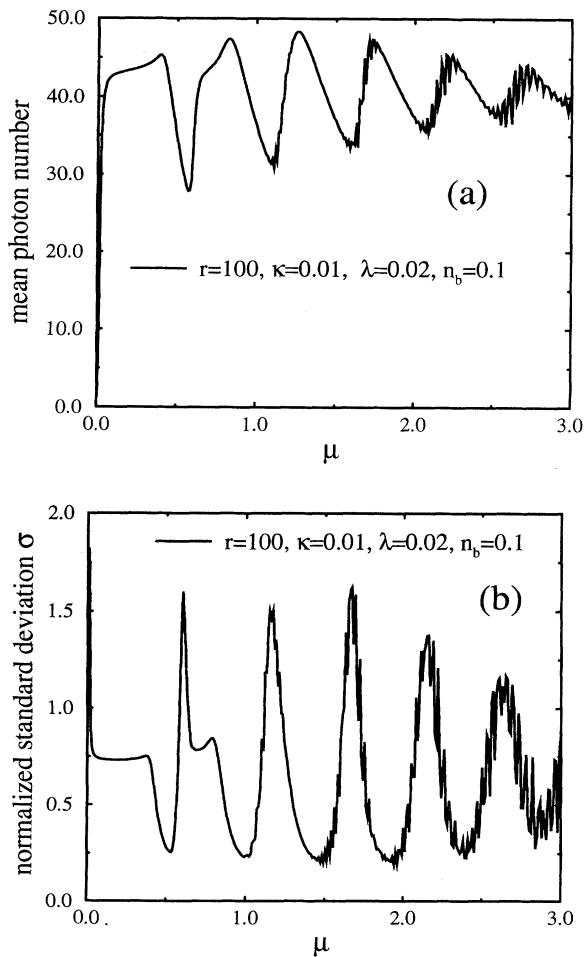 50.0
40.0
30.0
20.0
10.0
0.0
mean photon number
(a)
r=100, κ=0.01, λ=0.02, n_b=0.1
0.0 1.0 2.0 3.0
μ
2.0
1.5
1.0
0.5
0.0
normalized standard deviation σ
r=100, κ=0.01, λ=0.02, n_b=0.1
(b)
0.0 1.0 2.0 3.0
μ